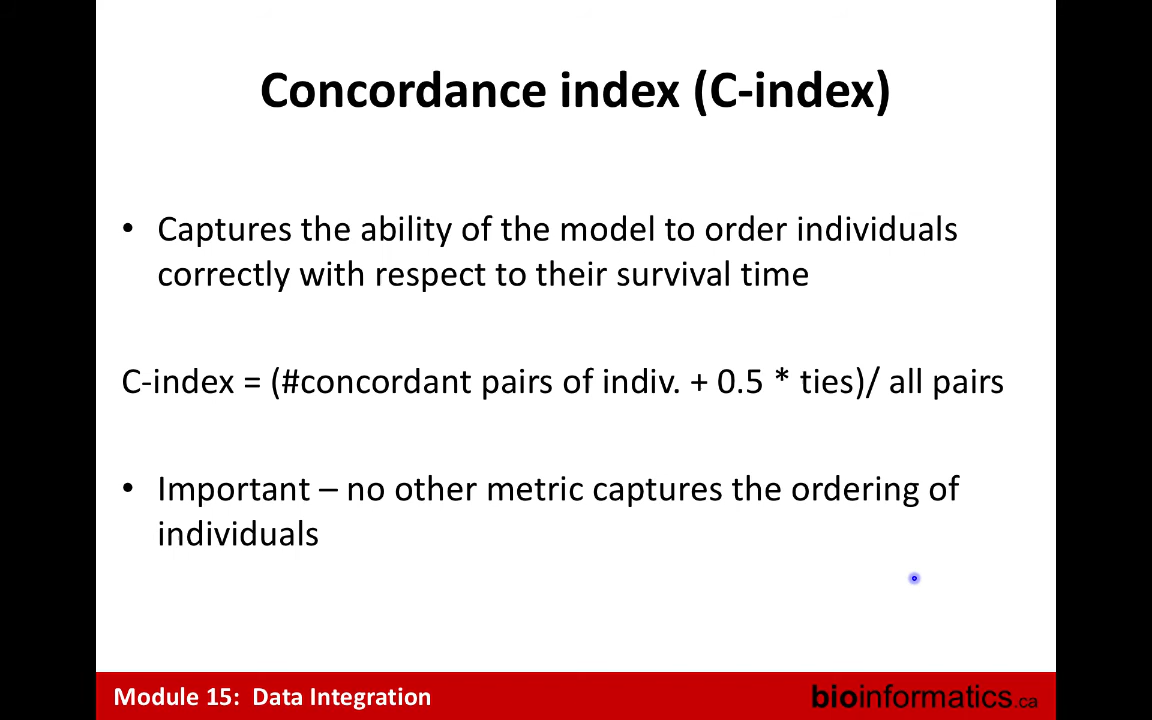 Concordance index (C-index)
• Captures the ability of the model to order individuals
correctly with respect to their survival time
C-index = (#concordant pairs of indiv. + 0.5 * ties)/ all pairs
• Important – no other metric captures the ordering of
individuals
Module 15: Data Integration
bioinformatics.ca